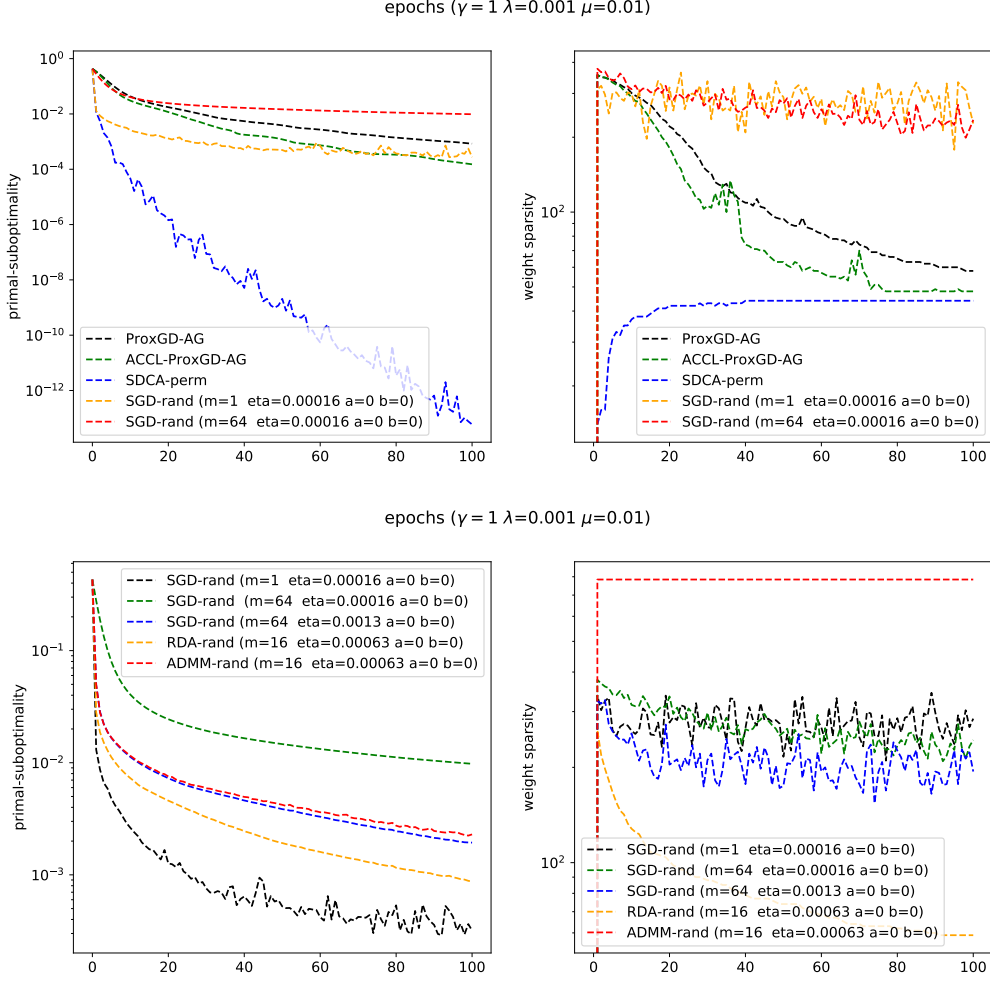 epochs (γ = 1 λ=0.001 μ=0.01)
primal-suboptimality
10⁰
10⁻²
10⁻⁴
10⁻⁶
10⁻⁸
10⁻¹⁰
10⁻¹²
ProxGD-AG
ACCL-ProxGD-AG
SDCA-perm
SGD-rand (m=1 eta=0.00016 a=0 b=0)
SGD-rand (m=64 eta=0.00016 a=0 b=0)
0 20 40 60 80 100
weight sparsity
10²
ProxGD-AG
ACCL-ProxGD-AG
SDCA-perm
SGD-rand (m=1 eta=0.00016 a=0 b=0)
SGD-rand (m=64 eta=0.00016 a=0 b=0)
0 20 40 60 80 100
epochs (γ = 1 λ=0.001 μ=0.01)
primal-suboptimality
10⁻¹
10⁻²
10⁻³
SGD-rand (m=1 eta=0.00016 a=0 b=0)
SGD-rand (m=64 eta=0.00016 a=0 b=0)
SGD-rand (m=64 eta=0.0013 a=0 b=0)
RDA-rand (m=16 eta=0.00063 a=0 b=0)
ADMM-rand (m=16 eta=0.00063 a=0 b=0)
0 20 40 60 80 100
weight sparsity
10²
SGD-rand (m=1 eta=0.00016 a=0 b=0)
SGD-rand (m=64 eta=0.00016 a=0 b=0)
SGD-rand (m=64 eta=0.0013 a=0 b=0)
RDA-rand (m=16 eta=0.00063 a=0 b=0)
ADMM-rand (m=16 eta=0.00063 a=0 b=0)
0 20 40 60 80 100